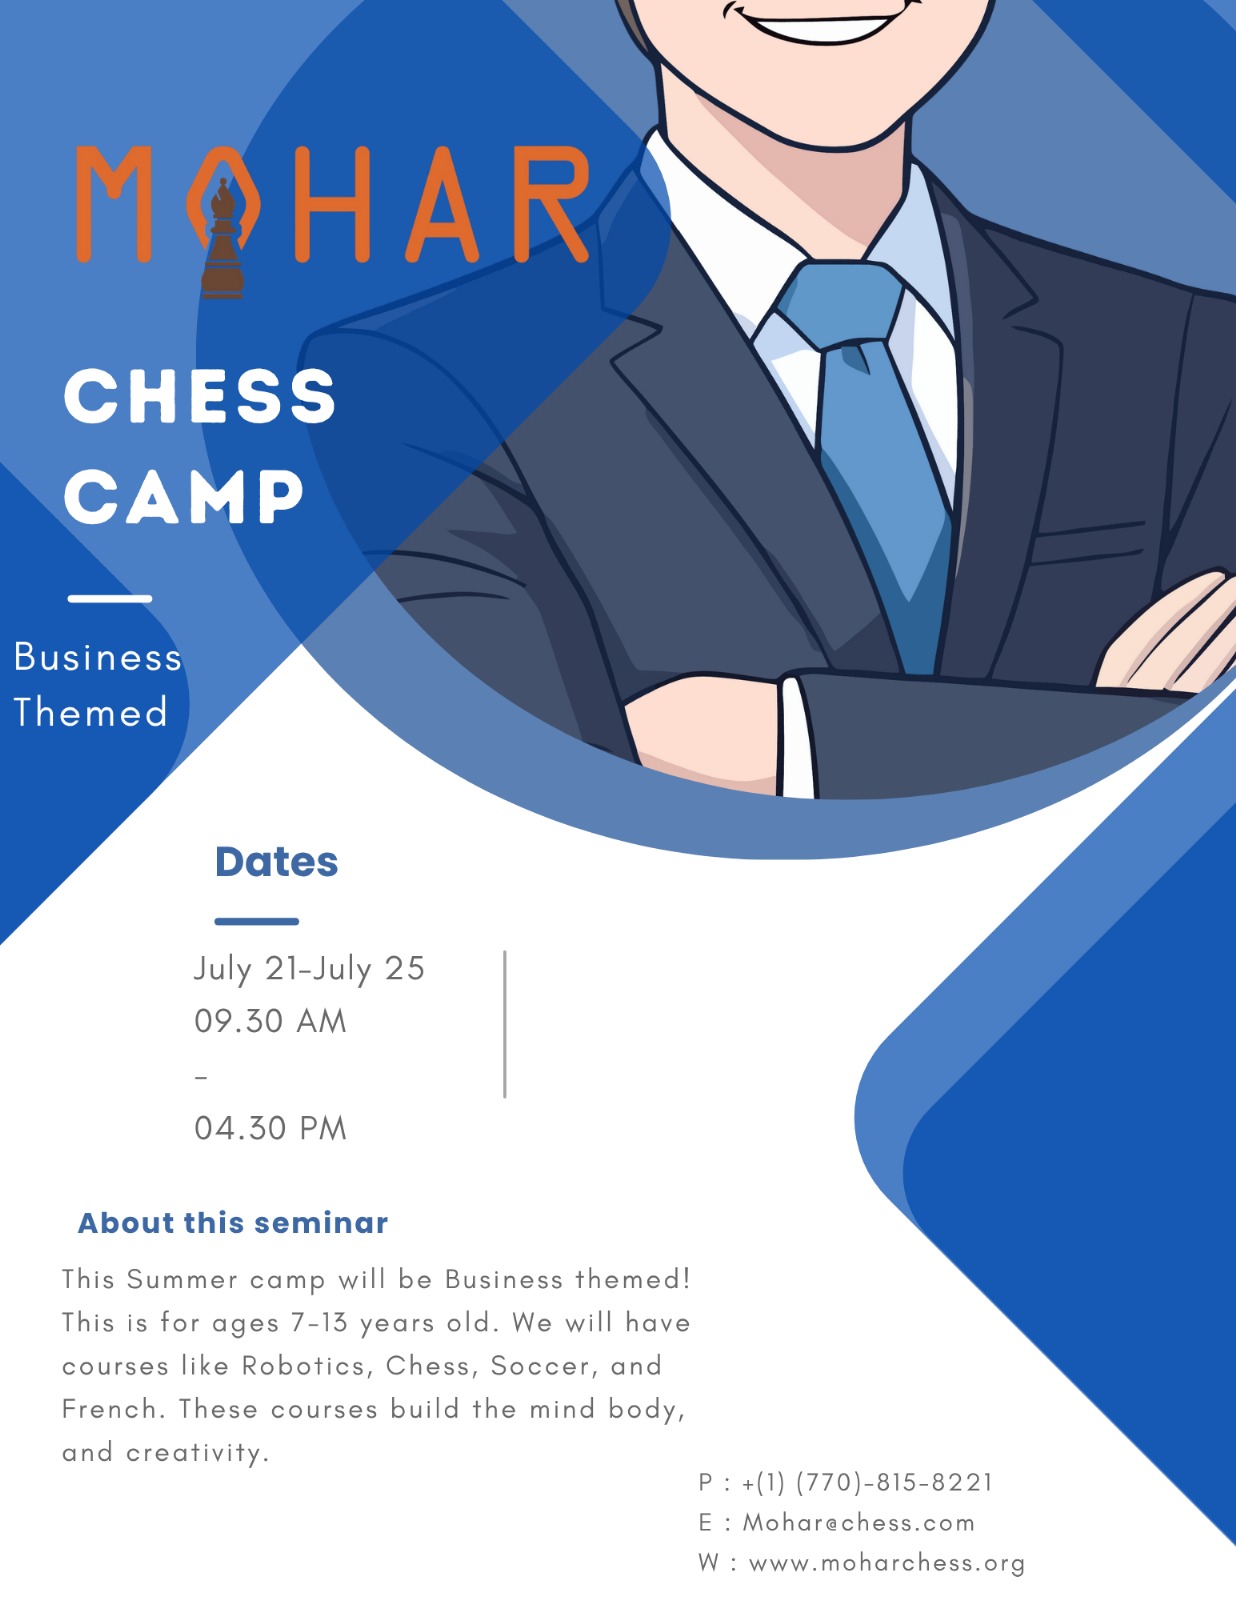 MOHAR
CHESS
CAMP
Business
Themed
Dates
July 21-July 25
09.30 AM
-
04.30 PM
About this seminar
This Summer camp will be Business themed!
This is for ages 7-13 years old. We will have
courses like Robotics, Chess, Soccer, and
French. These courses build the mind body,
and creativity.
P : +(1) (770)-815-8221
E : Mohar@chess.com
W : www.moharchess.org